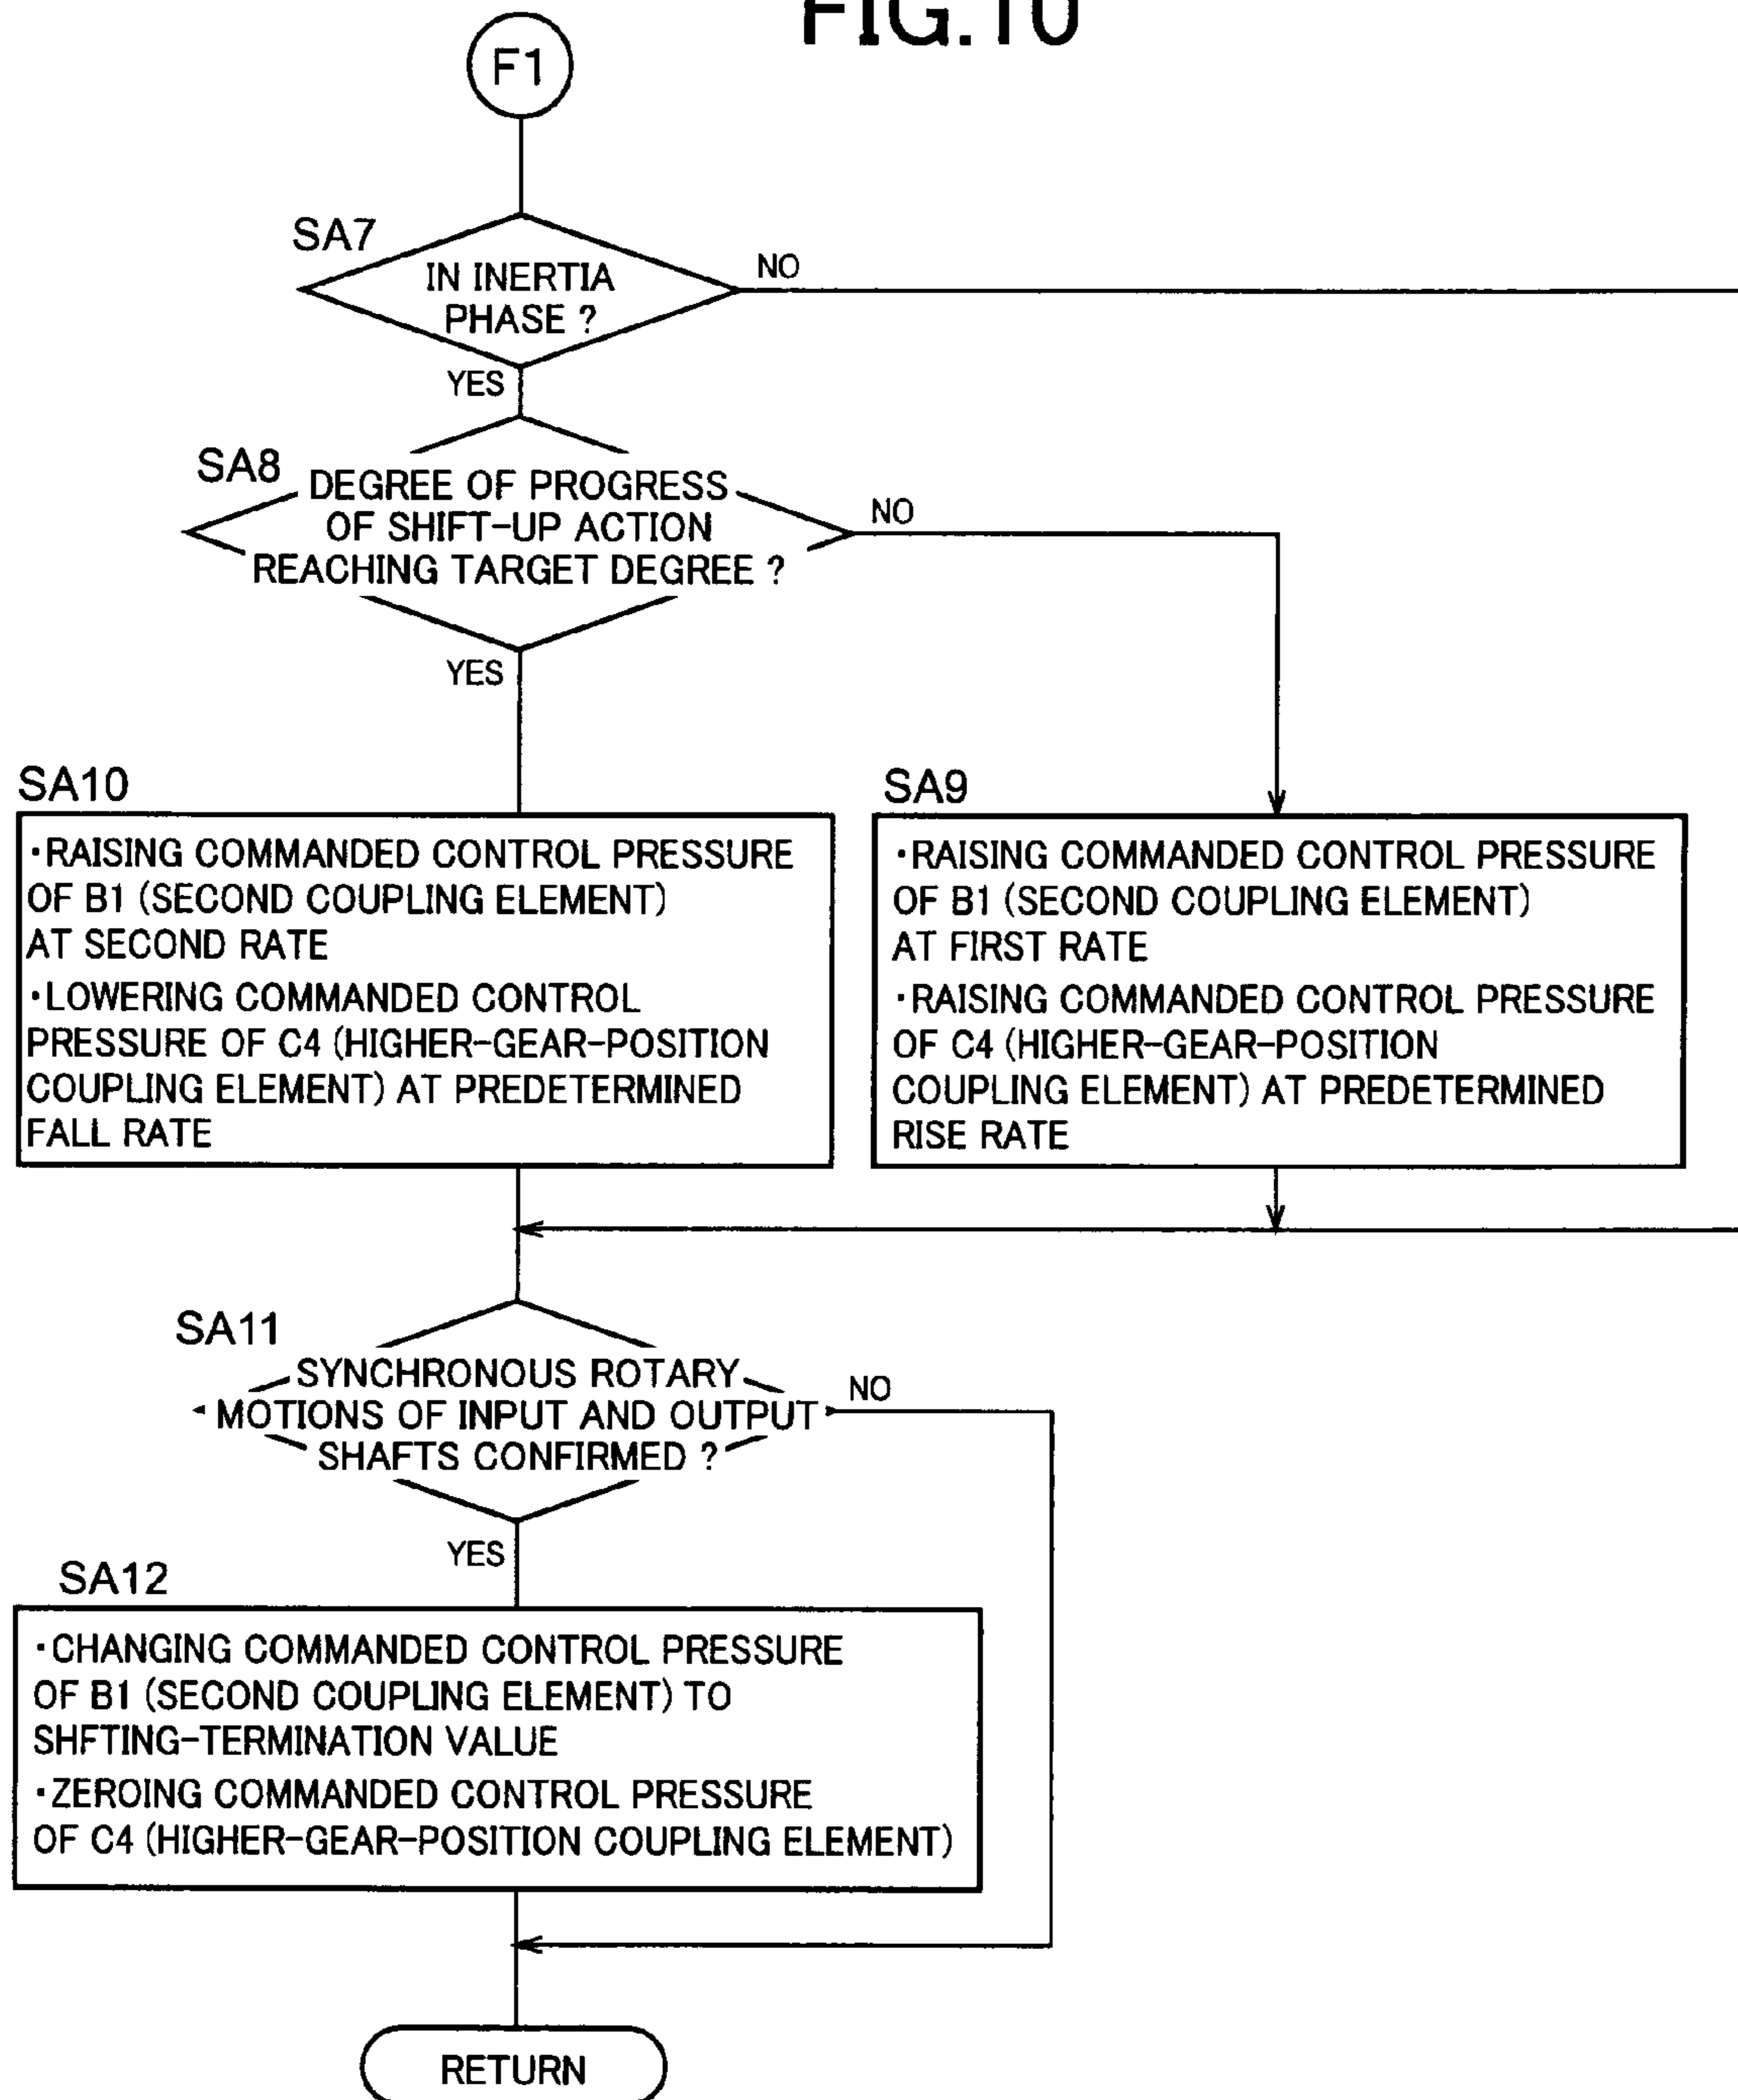 FIG.10
F1
SA7
IN INERTIA
PHASE ?
NO
YES
SA8
DEGREE OF PROGRESS
OF SHIFT-UP ACTION
REACHING TARGET DEGREE ?
NO
YES
SA10
·RAISING COMMANDED CONTROL PRESSURE
OF B1 (SECOND COUPLING ELEMENT)
AT SECOND RATE
·LOWERING COMMANDED CONTROL
PRESSURE OF C4 (HIGHER-GEAR-POSITION
COUPLING ELEMENT) AT PREDETERMINED
FALL RATE
SA9
·RAISING COMMANDED CONTROL PRESSURE
OF B1 (SECOND COUPLING ELEMENT)
AT FIRST RATE
·RAISING COMMANDED CONTROL PRESSURE
OF C4 (HIGHER-GEAR-POSITION
COUPLING ELEMENT) AT PREDETERMINED
RISE RATE
SA11
SYNCHRONOUS ROTARY
MOTIONS OF INPUT AND OUTPUT
SHAFTS CONFIRMED ?
NO
YES
SA12
·CHANGING COMMANDED CONTROL PRESSURE
OF B1 (SECOND COUPLING ELEMENT) TO
SHFTING-TERMINATION VALUE
·ZEROING COMMANDED CONTROL PRESSURE
OF C4 (HIGHER-GEAR-POSITION COUPLING ELEMENT)
RETURN